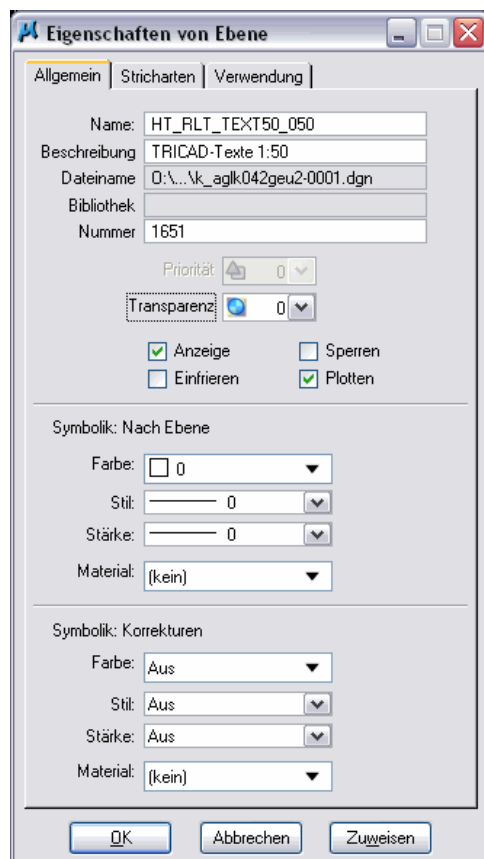 Eigenschaften von Ebene
Allgemein Stricharten Verwendung
Name: HT_RLT_TEXT50_050
Beschreibung TRICAD-Texte 1:50
Dateiname O:\...\k_aglk042geu2-0001.dgn
Bibliothek
Nummer 1651
Priorität 0
Transparenz 0
Anzeige Sperren
Einfrieren Plotten
Symbolik: Nach Ebene
Farbe: 0
Stil: 0
Stärke: 0
Material: (kein)
Symbolik: Korrekturen
Farbe: Aus
Stil: Aus
Stärke: Aus
Material: (kein)
OK Abbrechen Zuweisen